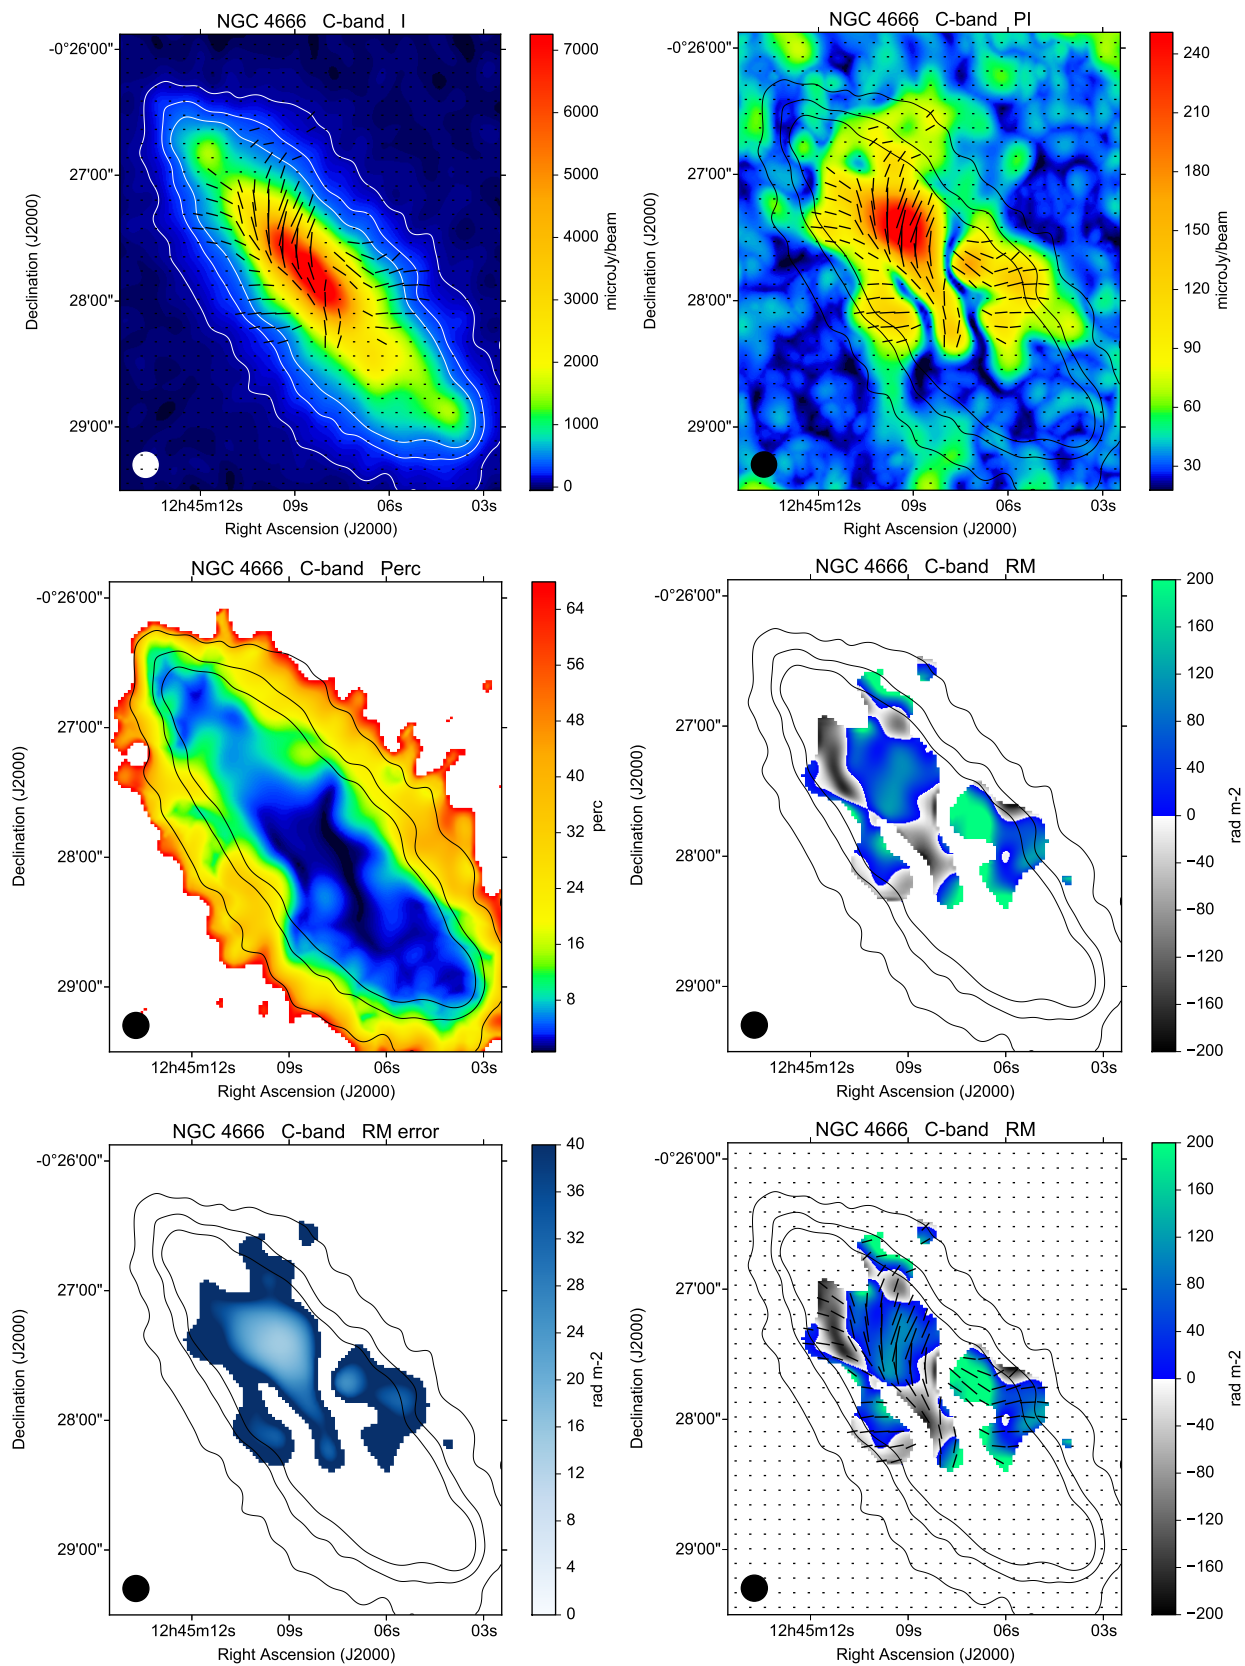 NGC 4666 C-band I
-0°26'00"
27'00"
28'00"
29'00"
Declination (J2000)
12h45m12s 09s 06s 03s
Right Ascension (J2000)
7000
6000
5000
4000
3000
2000
1000
0
microJy/beam
NGC 4666 C-band PI
-0°26'00"
27'00"
28'00"
29'00"
Declination (J2000)
12h45m12s 09s 06s 03s
Right Ascension (J2000)
240
210
180
150
120
90
60
30
microJy/beam
NGC 4666 C-band Perc
-0°26'00"
27'00"
28'00"
29'00"
Declination (J2000)
12h45m12s 09s 06s 03s
Right Ascension (J2000)
64
56
48
40
32
24
16
8
perc
NGC 4666 C-band RM
-0°26'00"
27'00"
28'00"
29'00"
Declination (J2000)
12h45m12s 09s 06s 03s
Right Ascension (J2000)
200
160
120
80
40
0
−40
−80
−120
−160
−200
rad m-2
NGC 4666 C-band RM error
-0°26'00"
27'00"
28'00"
29'00"
Declination (J2000)
12h45m12s 09s 06s 03s
Right Ascension (J2000)
40
36
32
28
24
20
16
12
8
4
0
rad m-2
NGC 4666 C-band RM
-0°26'00"
27'00"
28'00"
29'00"
Declination (J2000)
12h45m12s 09s 06s 03s
Right Ascension (J2000)
200
160
120
80
40
0
−40
−80
−120
−160
−200
rad m-2